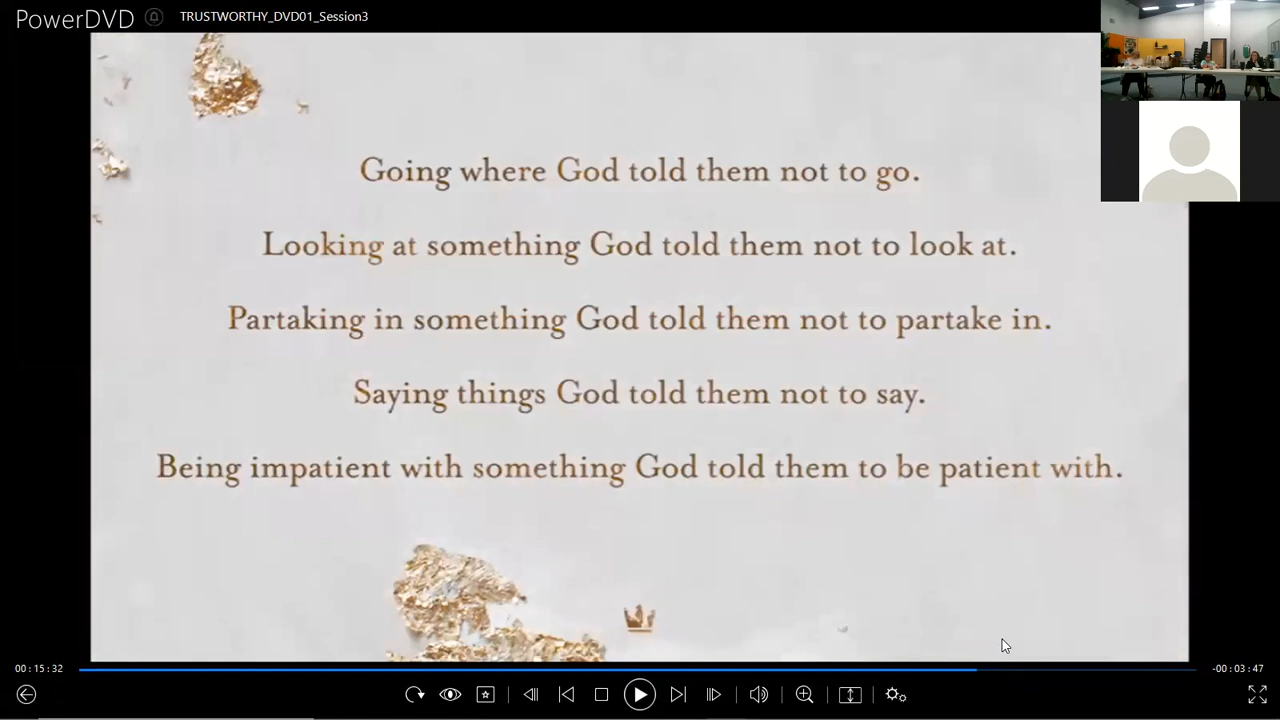 PowerDVD
TRUSTWORTHY_DVD01_Session3
Going where God told them not to go.
Looking at something God told them not to look at.
Partaking in something God told them not to partake in.
Saying things God told them not to say.
Being impatient with something God told them to be patient with.
00:15:32
-00:03:47